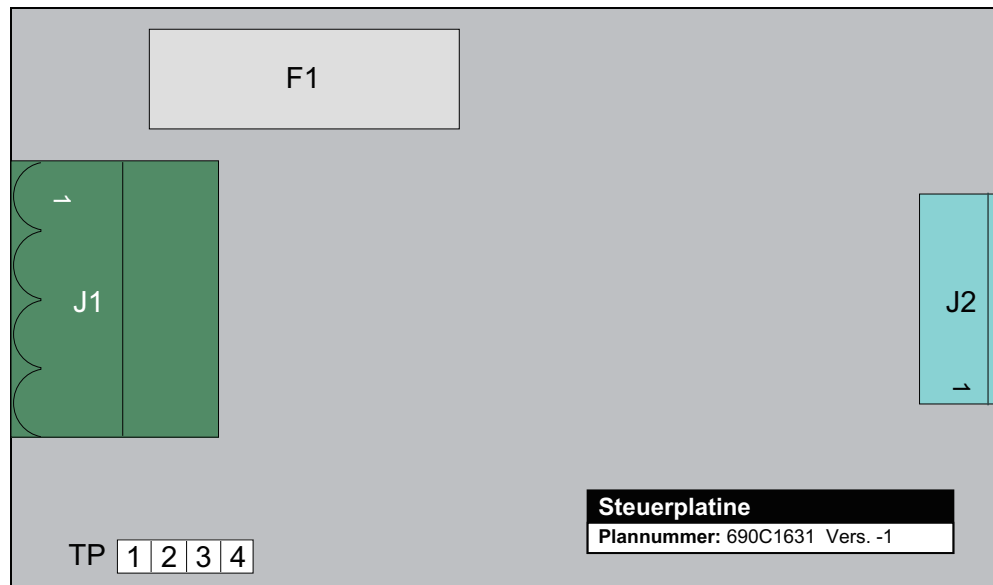 F1
1
J1
J2
1
Steuerplatine
Plannummer: 690C1631 Vers. -1
TP 1 2 3 4